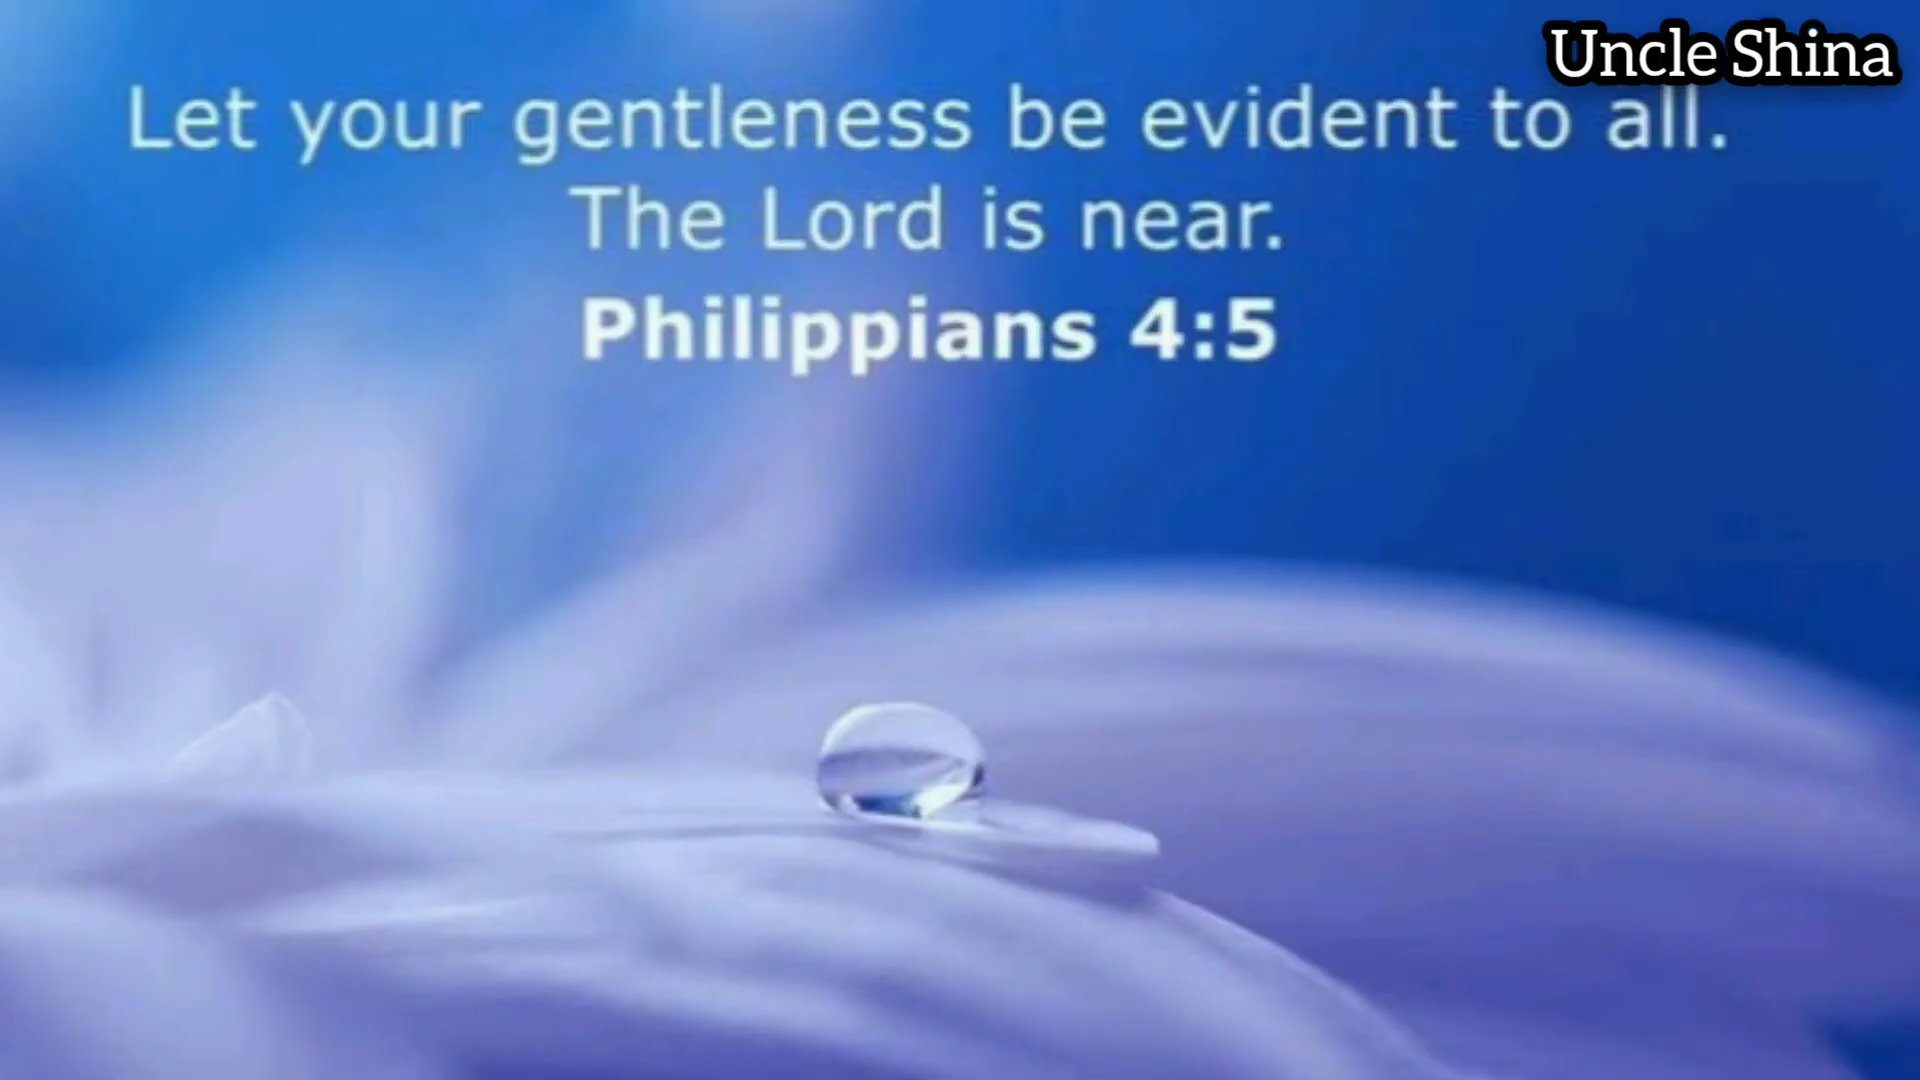 Uncle Shina
Let your gentleness be evident to all.
The Lord is near.
Philippians 4:5